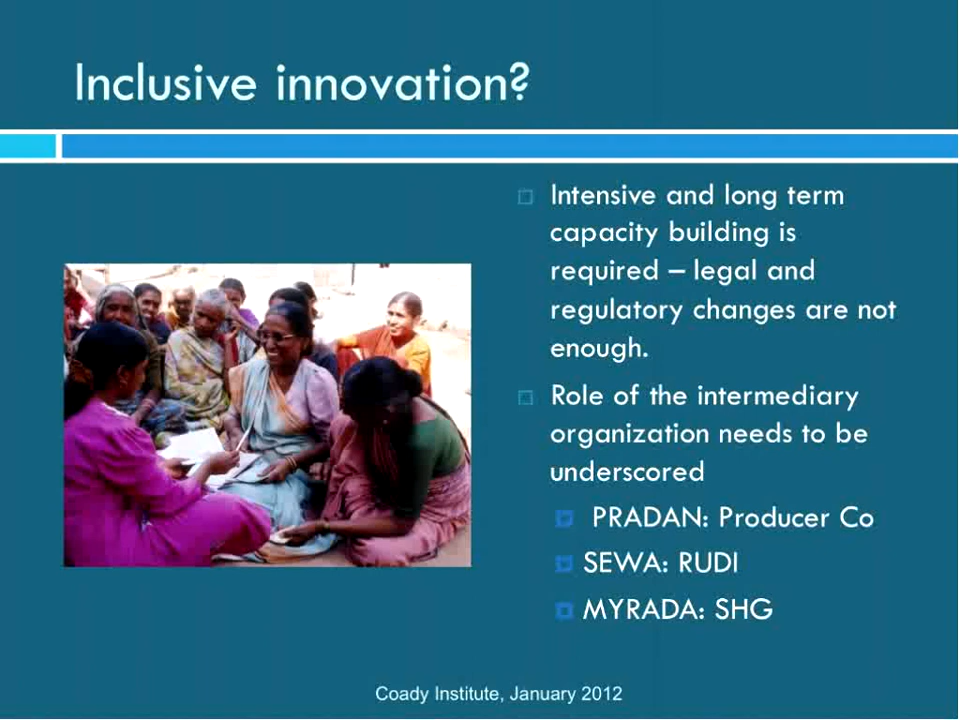 Inclusive innovation?
Intensive and long term
capacity building is
required – legal and
regulatory changes are not
enough.
Role of the intermediary
organization needs to be
underscored
PRADAN: Producer Co
SEWA: RUDI
MYRADA: SHG
Coady Institute, January 2012